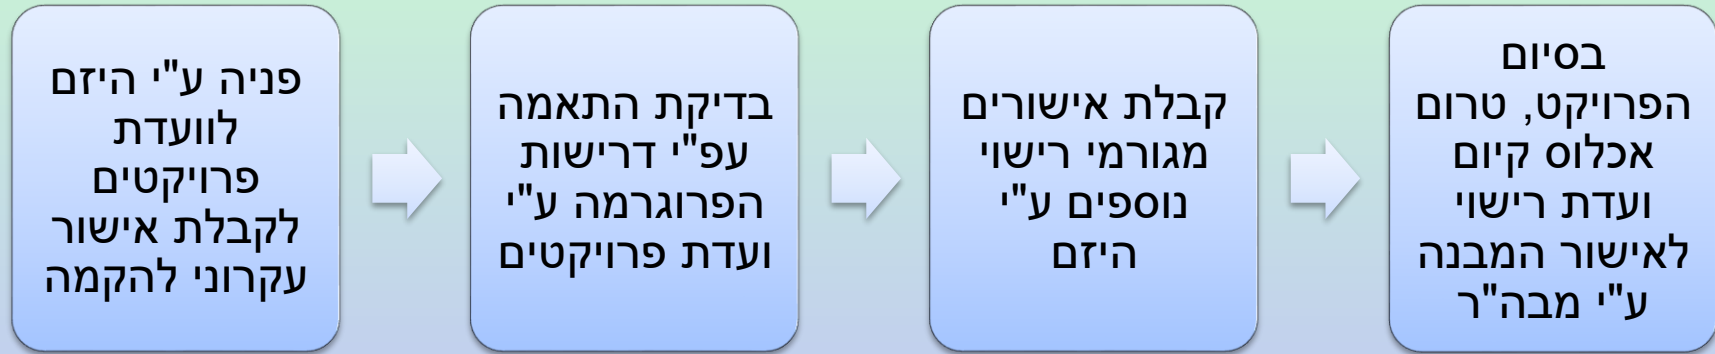 פניה ע"י היזם
לוועדת
פרויקטים
לקבלת אישור
עקרוני להקמה
בדיקת התאמה
עפ"י דרישות
הפרוגרמה ע"י
ועדת פרויקטים
קבלת אישורים
מגורמי רישוי
נוספים ע"י
היזם
בסיום
הפרויקט, טרום
אכלוס קיום
ועדת רישוי
לאישור המבנה
ע"י מבה"ר